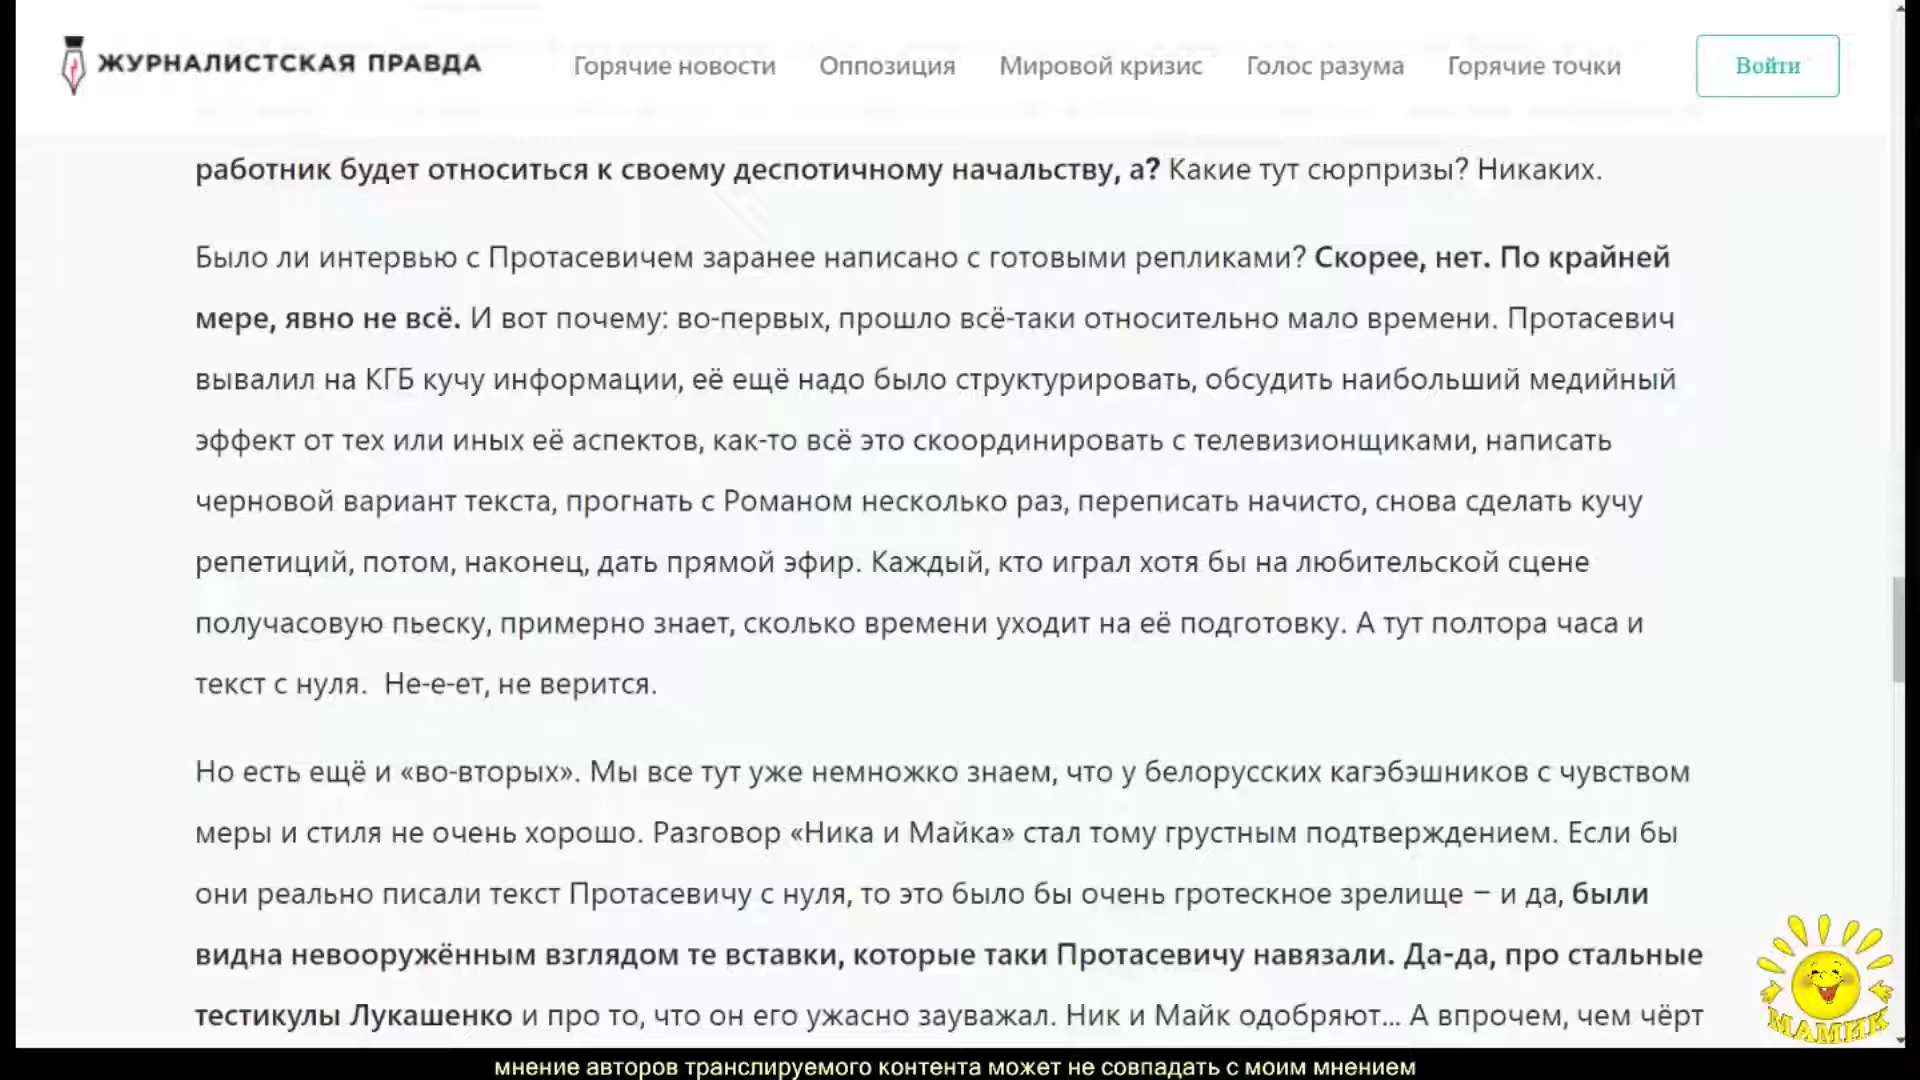 ЖУРНАЛИСТСКАЯ ПРАВДА
Горячие новости
Оппозиция
Мировой кризис
Голос разума
Горячие точки
Войти
работник будет относиться к своему деспотичному начальству, а? Какие тут сюрпризы? Никаких.
Было ли интервью с Протасевичем заранее написано с готовыми репликами? Скорее, нет. По крайней
мере, явно не всё. И вот почему: во-первых, прошло всё-таки относительно мало времени. Протасевич
вывалил на КГБ кучу информации, её ещё надо было структурировать, обсудить наибольший медийный
эффект от тех или иных её аспектов, как-то всё это скоординировать с телевизионщиками, написать
черновой вариант текста, прогнать с Романом несколько раз, переписать начисто, снова сделать кучу
репетиций, потом, наконец, дать прямой эфир. Каждый, кто играл хотя бы на любительской сцене
получасовую пьеску, примерно знает, сколько времени уходит на её подготовку. А тут полтора часа и
текст с нуля. Не-е-ет, не верится.
Но есть ещё и «во-вторых». Мы все тут уже немножко знаем, что у белорусских кагэбэшников с чувством
меры и стиля не очень хорошо. Разговор «Ника и Майка» стал тому грустным подтверждением. Если бы
они реально писали текст Протасевичу с нуля, то это было бы очень гротескное зрелище – и да, были
видна невооружённым взглядом те вставки, которые таки Протасевичу навязали. Да-да, про стальные
тестикулы Лукашенко и про то, что он его ужасно зауважал. Ник и Майк одобряют... А впрочем, чем чёрт
МАМИК
мнение авторов транслируемого контента может не совпадать с моим мнением